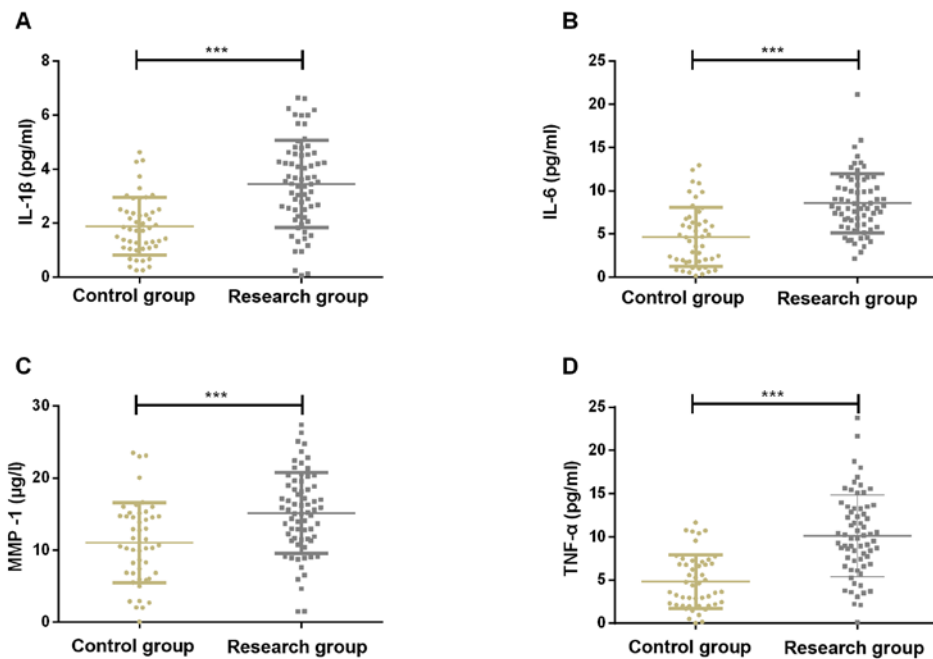 A
***
8
6
4
2
0
IL-1β (pg/ml)
Control group
Research group
B
***
25
20
15
10
5
0
IL-6 (pg/ml)
Control group
Research group
C
***
30
20
10
0
MMP -1 (μg/l)
Control group
Research group
D
***
25
20
15
10
5
0
TNF-α (pg/ml)
Control group
Research group